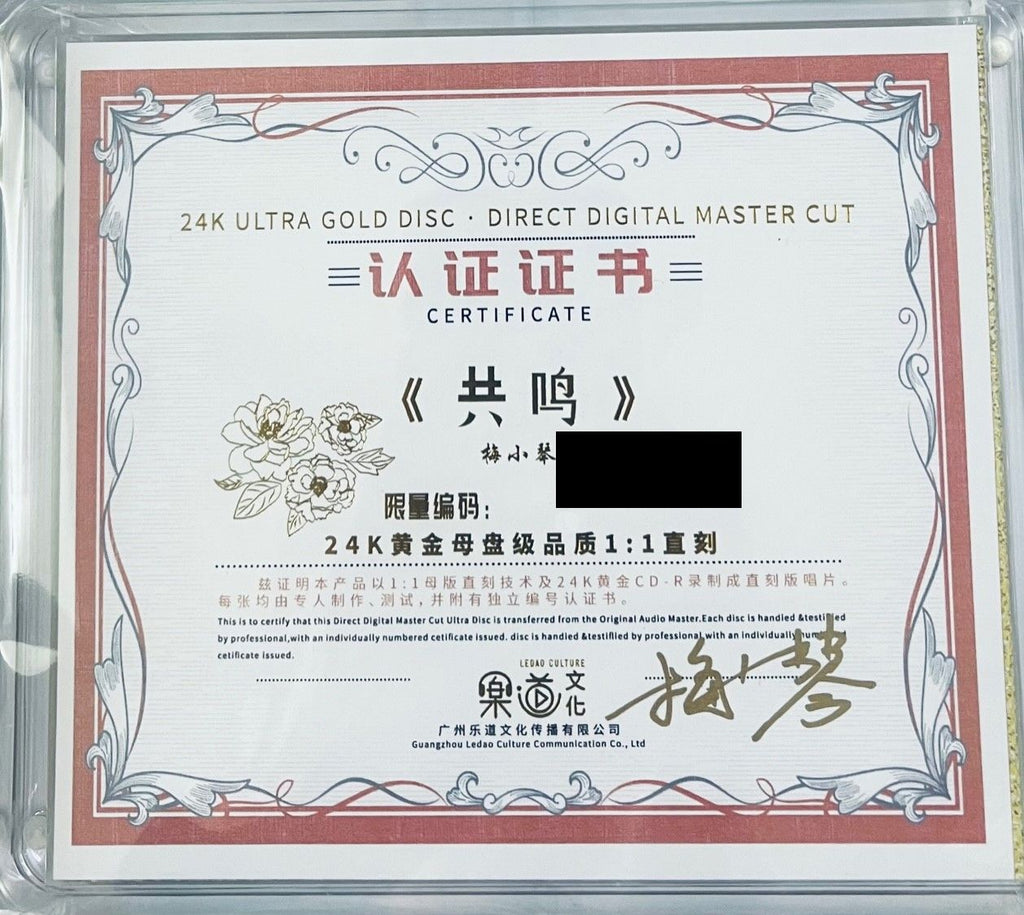 24K ULTRA GOLD DISC · DIRECT DIGITAL MASTER CUT
认证证书
CERTIFICATE
《共鸣》
梅小琴
限量编码:
24K黄金母盘级品质1:1直刻
兹证明本产品以1:1母版直刻技术及24K黄金CD-R录制成直刻版唱片。
每张均由专人制作、测试,并附有独立编号认证书。
This is to certify that this Direct Digital Master Cut Ultra Disc is transferred from the Original Audio Master.Each disc is handled &testified
by professional,with an individually numbered cetificate issued. disc is handled &testifiled by professional,with an individually numbered
cetificate issued.
LEDAO CULTURE
樂道文化
广州乐道文化传播有限公司
Guangzhou Ledao Culture Communication Co., Ltd
梅小琴